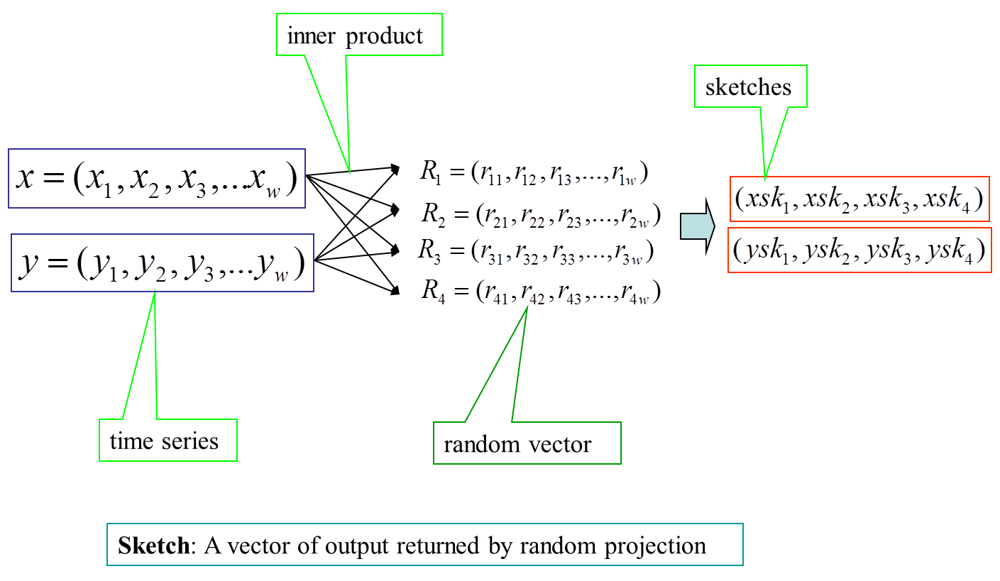 inner product
sketches
x = (x₁, x₂, x₃,...x_w)
y = (y₁, y₂, y₃,...y_w)
R₁ = (r₁₁, r₁₂, r₁₃,..., r₁w)
R₂ = (r₂₁, r₂₂, r₂₃,..., r₂w)
R₃ = (r₃₁, r₃₂, r₃₃,..., r₃w)
R₄ = (r₄₁, r₄₂, r₄₃,..., r₄w)
(xsk₁, xsk₂, xsk₃, xsk₄)
(ysk₁, ysk₂, ysk₃, ysk₄)
time series
random vector
Sketch: A vector of output returned by random projection